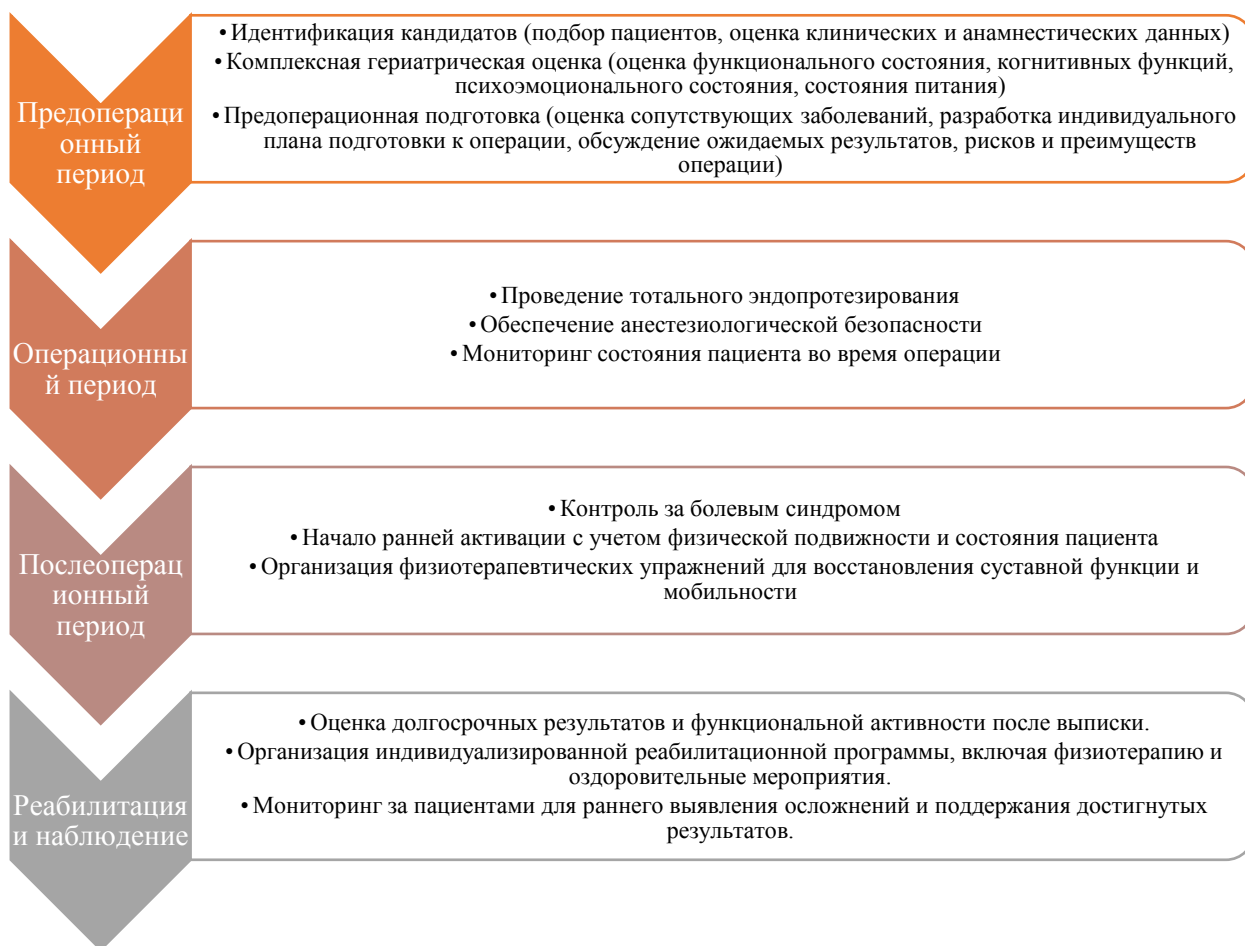 Предопераци
онный
период
• Идентификация кандидатов (подбор пациентов, оценка клинических и анамнестических данных)
• Комплексная гериатрическая оценка (оценка функционального состояния, когнитивных функций,
психоэмоционального состояния, состояния питания)
• Предоперационная подготовка (оценка сопутствующих заболеваний, разработка индивидуального
плана подготовки к операции, обсуждение ожидаемых результатов, рисков и преимуществ
операции)
Операционны
й период
• Проведение тотального эндопротезирования
• Обеспечение анестезиологической безопасности
• Мониторинг состояния пациента во время операции
Послеоперац
ионный
период
• Контроль за болевым синдромом
• Начало ранней активации с учетом физической подвижности и состояния пациента
• Организация физиотерапевтических упражнений для восстановления суставной функции и
мобильности
Реабилитация
и наблюдение
• Оценка долгосрочных результатов и функциональной активности после выписки.
• Организация индивидуализированной реабилитационной программы, включая физиотерапию и
оздоровительные мероприятия.
• Мониторинг за пациентами для раннего выявления осложнений и поддержания достигнутых
результатов.